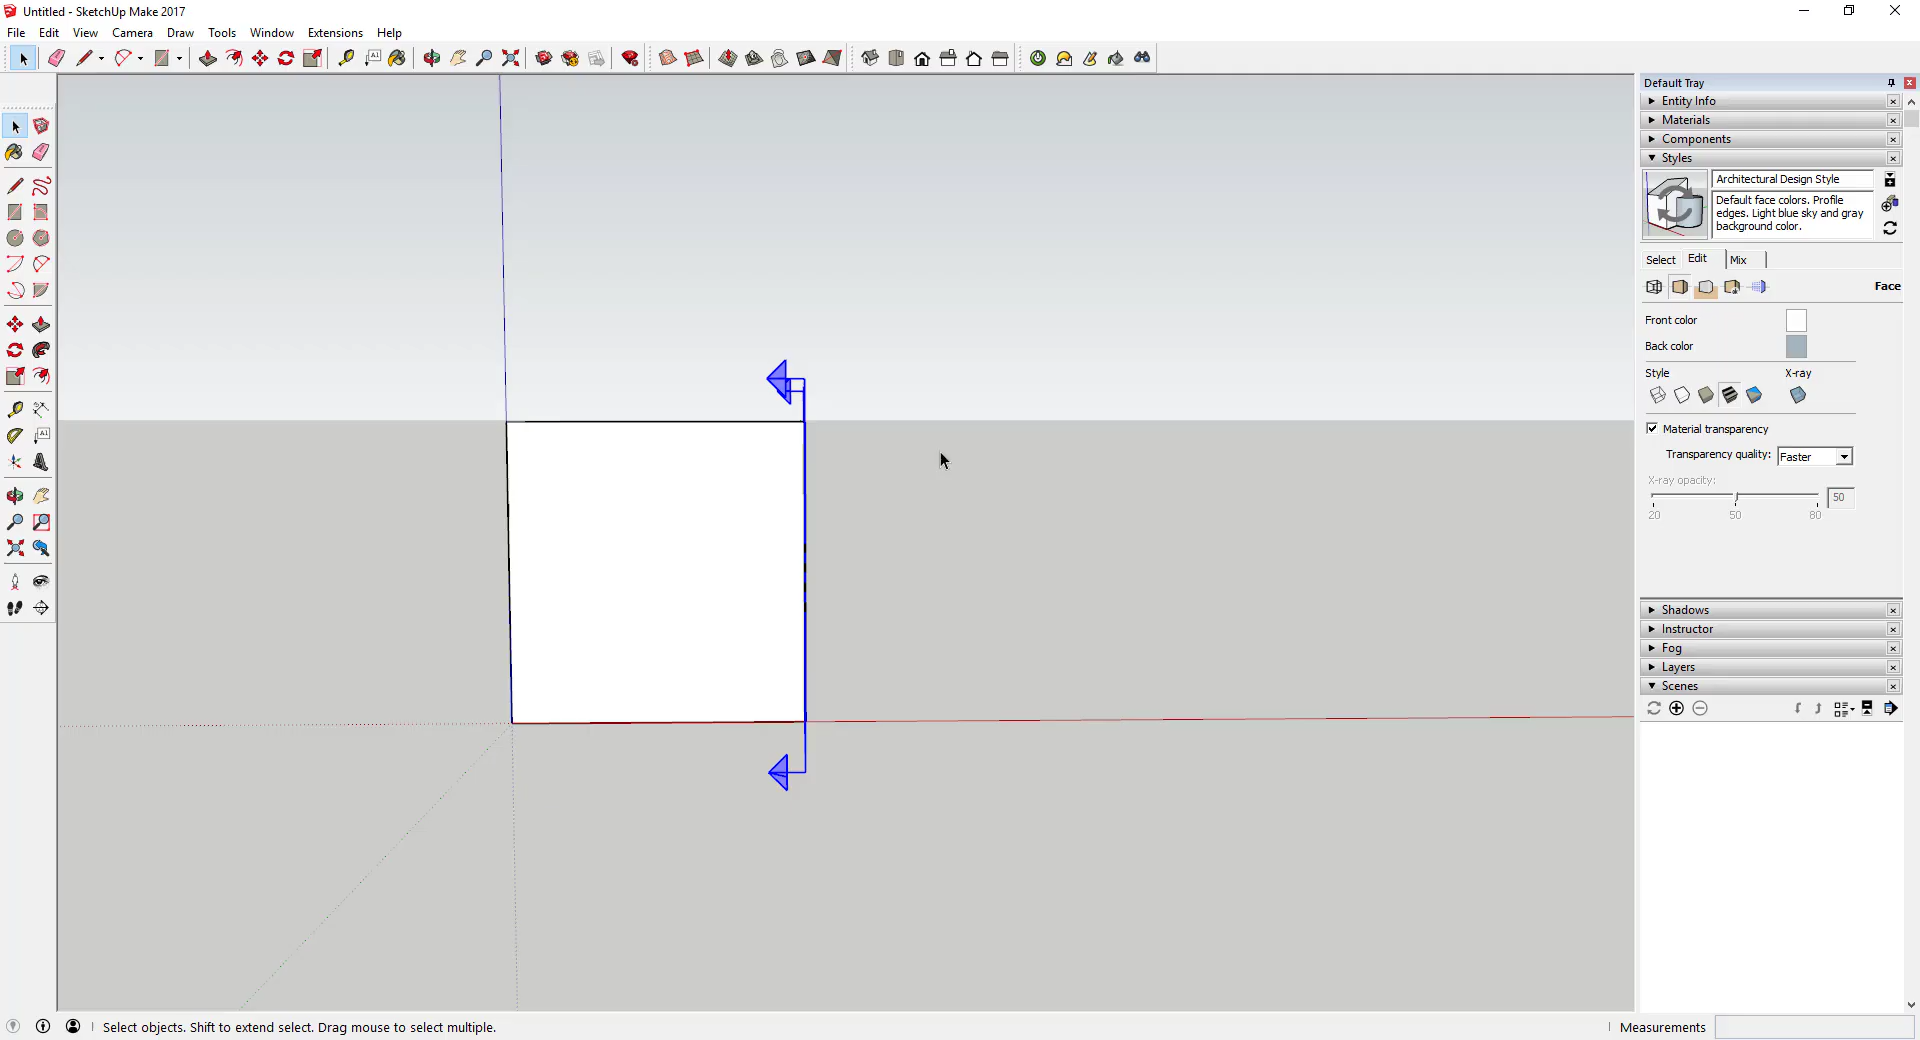 Untitled - SketchUp Make 2017
File Edit View Camera Draw Tools Window Extensions Help
A1
Default Tray
Entity Info
Materials
Components
Styles
Architectural Design Style
Default face colors. Profile
edges. Light blue sky and gray
background color.
Select Edit Mix
Face
Front color
Back color
Style X-ray
Material transparency
Transparency quality: Faster
X-ray opacity:
50
20 50 80
Shadows
Instructor
Fog
Layers
Scenes
A1
Select objects. Shift to extend select. Drag mouse to select multiple.
Measurements